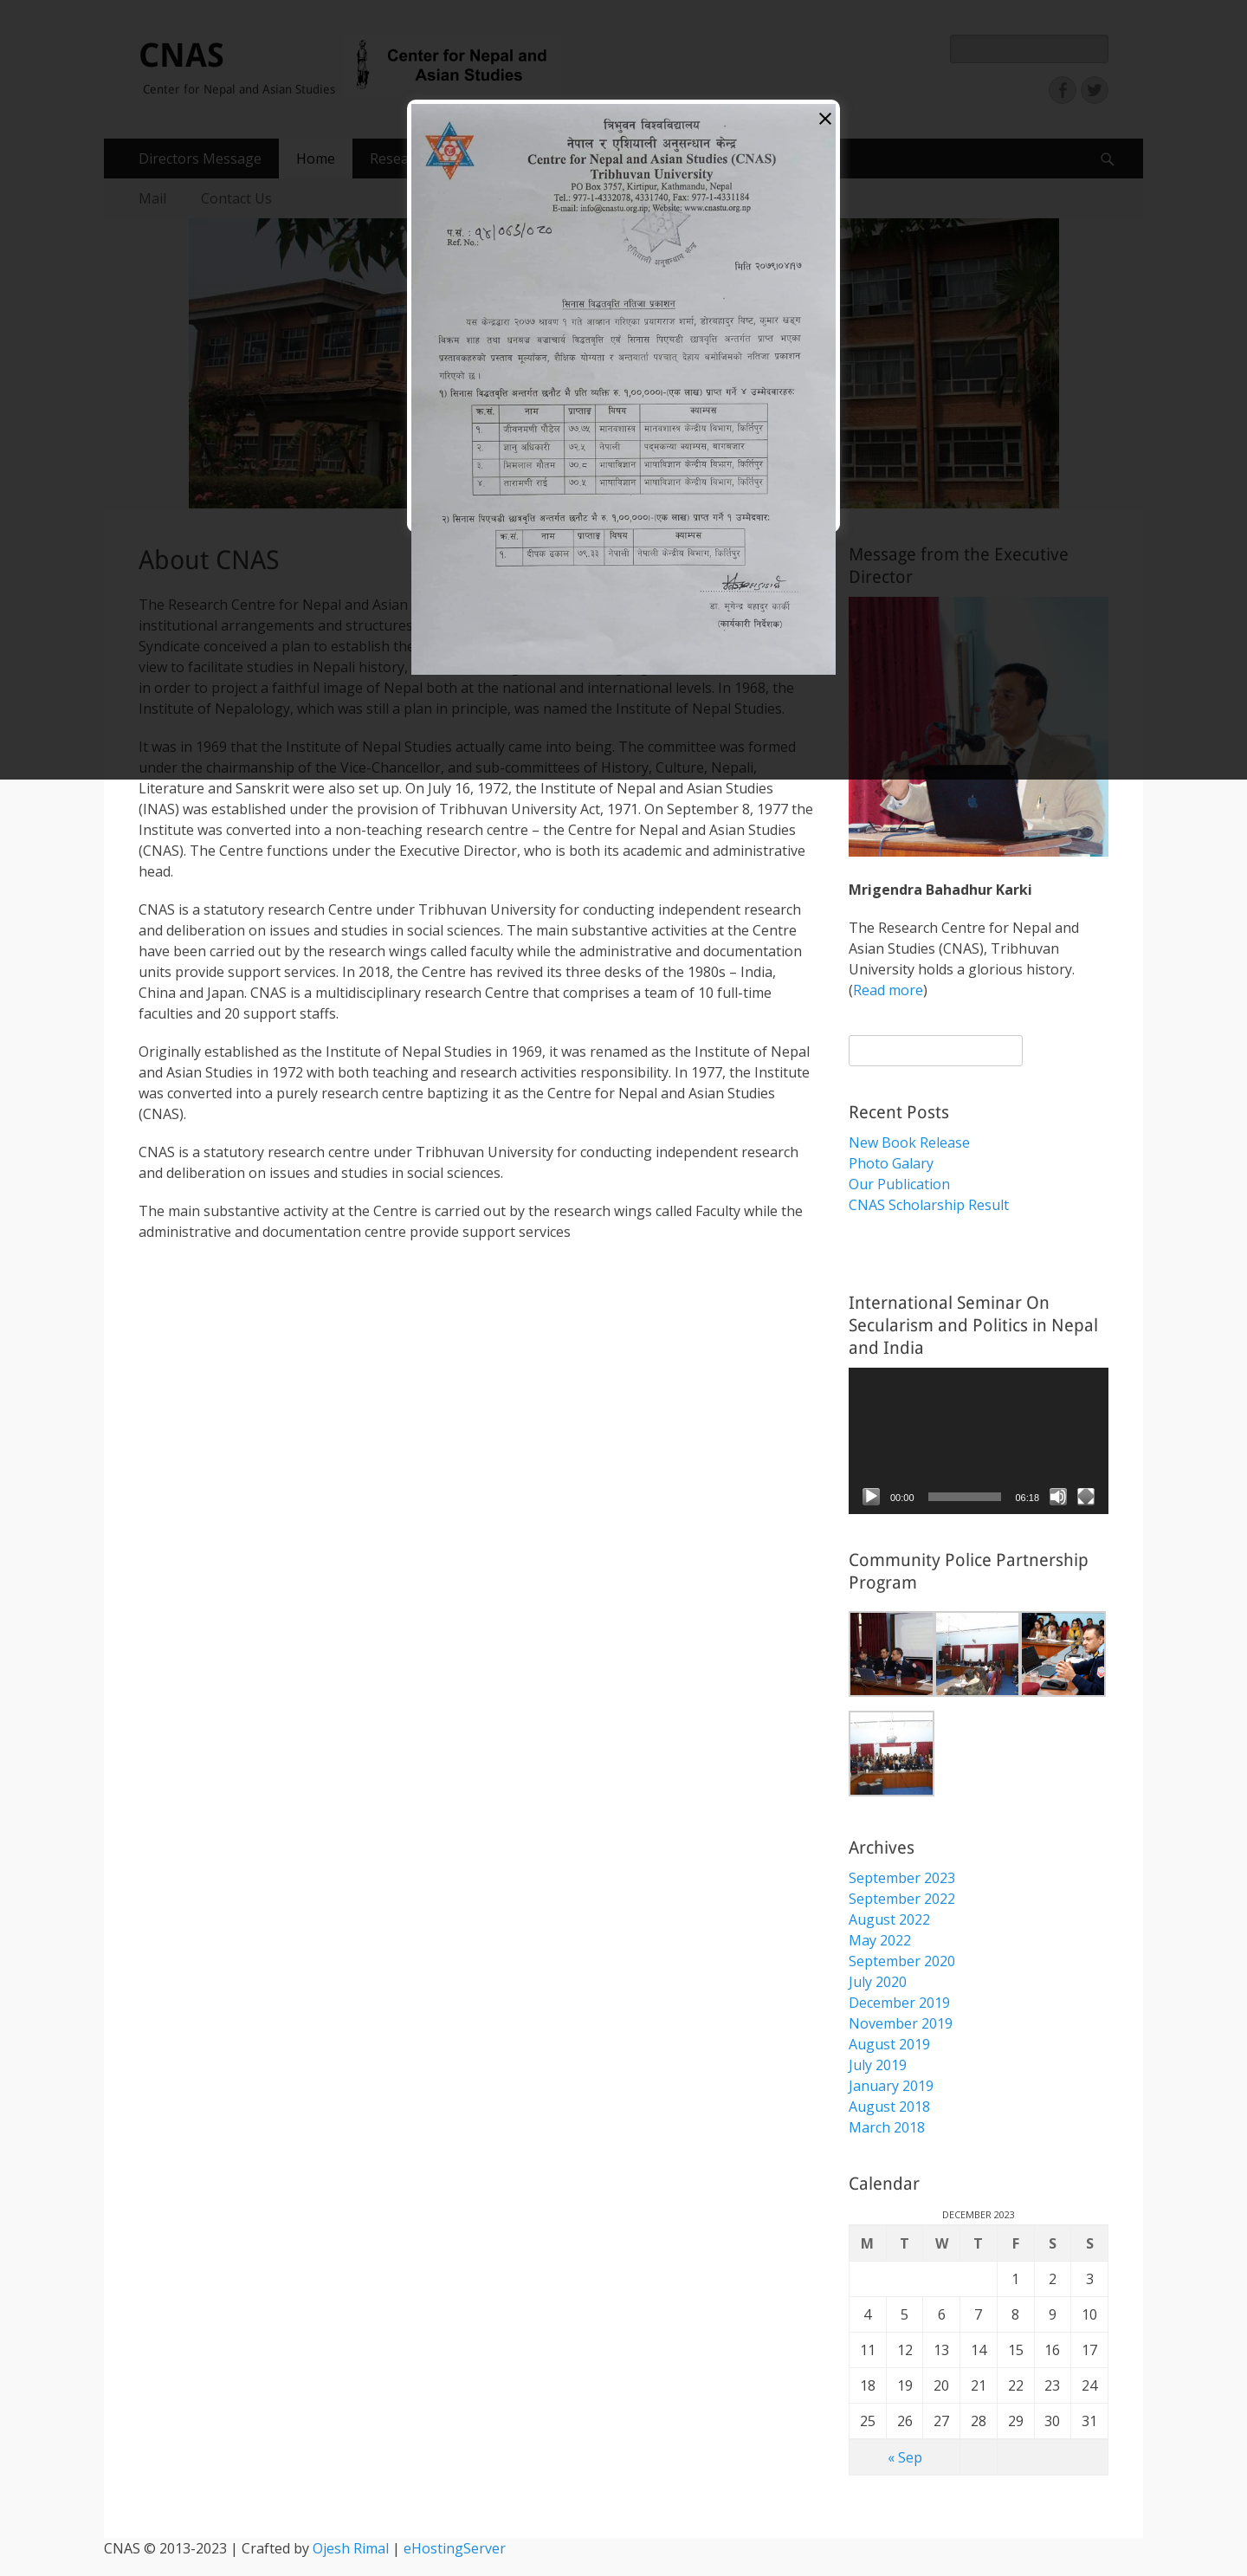 CNAS
Center for Nepal and Asian Studies
Center for Nepal and
Asian Studies
Directors Message
Home
Resea
Mail
Contact Us
त्रिभुवन विश्वविद्यालय
नेपाल र एशियाली अनुसन्धान केन्द्र
Centre for Nepal and Asian Studies (CNAS)
Tribhuvan University
PO Box 3757, Kirtipur, Kathmandu, Nepal
Tel.: 977-1-4332078, 4331740, Fax: 977-1-4331184
E-mail: info@cnastu.org.np; Website: www.cnastu.org.np
प.सं. :
Ref. No.:
मिति २०७९।०४।१७
सिनास विद्वतवृत्ति नतिजा प्रकाशन
यस केन्द्रद्वारा २०७७ श्रावण १ गते आव्हान गरिएका प्रयागराज शर्मा, डोरबहादुर विष्ट, कुमार खड्ग
बिक्रम शाह तथा धनवज्र बज्राचार्य विद्वतवृत्ति एवं सिनास पिएचडी छात्रवृत्ति अन्तर्गत प्राप्त भएका
प्रस्तावकहरुको प्रस्ताव मूल्यांकन, शैक्षिक योग्यता र अन्तवार्ता पश्चात् देहाय बमोजिमको नतिजा प्रकाशन
गरिएको छ ।
१) सिनास विद्वतवृत्ति अन्तर्गत छनौट भै प्रति व्यक्ति रु. १,००,०००।-(एक लाख) प्राप्त गर्ने ४ उम्मेदवारहरु:
क्र.सं. नाम प्राप्ताङ्क विषय क्याम्पस
१. जीवनमणी पौडेल ७७.७५ मानवशास्त्र मानवशास्त्र केन्द्रीय विभाग, किर्तिपुर
२. ज्ञानु अधिकारी ७२.५ नेपाली पद्मकन्या क्याम्पस, बागबजार
३. भिमलाल गौतम ७०.८ भाषाविज्ञान भाषाविज्ञान केन्द्रीय विभाग, किर्तिपुर
४. तारामणी राई ७०.५ भाषाविज्ञान भाषाविज्ञान केन्द्रीय विभाग, किर्तिपुर
२) सिनास पिएचडी छात्रवृत्ति अन्तर्गत छनौट भै रु. १,००,०००।-(एक लाख) प्राप्त गर्ने १ उम्मेदवार:
क्र.सं. नाम प्राप्ताङ्क विषय क्याम्पस
१. दीपक ढकाल ७९.३३ नेपाली नेपाली केन्द्रीय विभाग, किर्तिपुर
डा. मृगेन्द्र बहादुर कार्की
(कार्यकारी निर्देशक)
About CNAS
The Research Centre for Nepal and Asian
institutional arrangements and structures
Syndicate conceived a plan to establish the
view to facilitate studies in Nepali history,
in order to project a faithful image of Nepal both at the national and international levels. In 1968, the
Institute of Nepalology, which was still a plan in principle, was named the Institute of Nepal Studies.
It was in 1969 that the Institute of Nepal Studies actually came into being. The committee was formed
under the chairmanship of the Vice-Chancellor, and sub-committees of History, Culture, Nepali,
Literature and Sanskrit were also set up. On July 16, 1972, the Institute of Nepal and Asian Studies
(INAS) was established under the provision of Tribhuvan University Act, 1971. On September 8, 1977 the
Institute was converted into a non-teaching research centre – the Centre for Nepal and Asian Studies
(CNAS). The Centre functions under the Executive Director, who is both its academic and administrative
head.
CNAS is a statutory research Centre under Tribhuvan University for conducting independent research
and deliberation on issues and studies in social sciences. The main substantive activities at the Centre
have been carried out by the research wings called faculty while the administrative and documentation
units provide support services. In 2018, the Centre has revived its three desks of the 1980s – India,
China and Japan. CNAS is a multidisciplinary research Centre that comprises a team of 10 full-time
faculties and 20 support staffs.
Originally established as the Institute of Nepal Studies in 1969, it was renamed as the Institute of Nepal
and Asian Studies in 1972 with both teaching and research activities responsibility. In 1977, the Institute
was converted into a purely research centre baptizing it as the Centre for Nepal and Asian Studies
(CNAS).
CNAS is a statutory research centre under Tribhuvan University for conducting independent research
and deliberation on issues and studies in social sciences.
The main substantive activity at the Centre is carried out by the research wings called Faculty while the
administrative and documentation centre provide support services
Message from the Executive
Director
Mrigendra Bahadhur Karki
The Research Centre for Nepal and
Asian Studies (CNAS), Tribhuvan
University holds a glorious history.
(Read more)
Recent Posts
New Book Release
Photo Galary
Our Publication
CNAS Scholarship Result
International Seminar On
Secularism and Politics in Nepal
and India
00:00
06:18
Community Police Partnership
Program
Archives
September 2023
September 2022
August 2022
May 2022
September 2020
July 2020
December 2019
November 2019
August 2019
July 2019
January 2019
August 2018
March 2018
Calendar
DECEMBER 2023
M T W T F S S
1 2 3
4 5 6 7 8 9 10
11 12 13 14 15 16 17
18 19 20 21 22 23 24
25 26 27 28 29 30 31
« Sep
CNAS © 2013-2023 | Crafted by Ojesh Rimal | eHostingServer